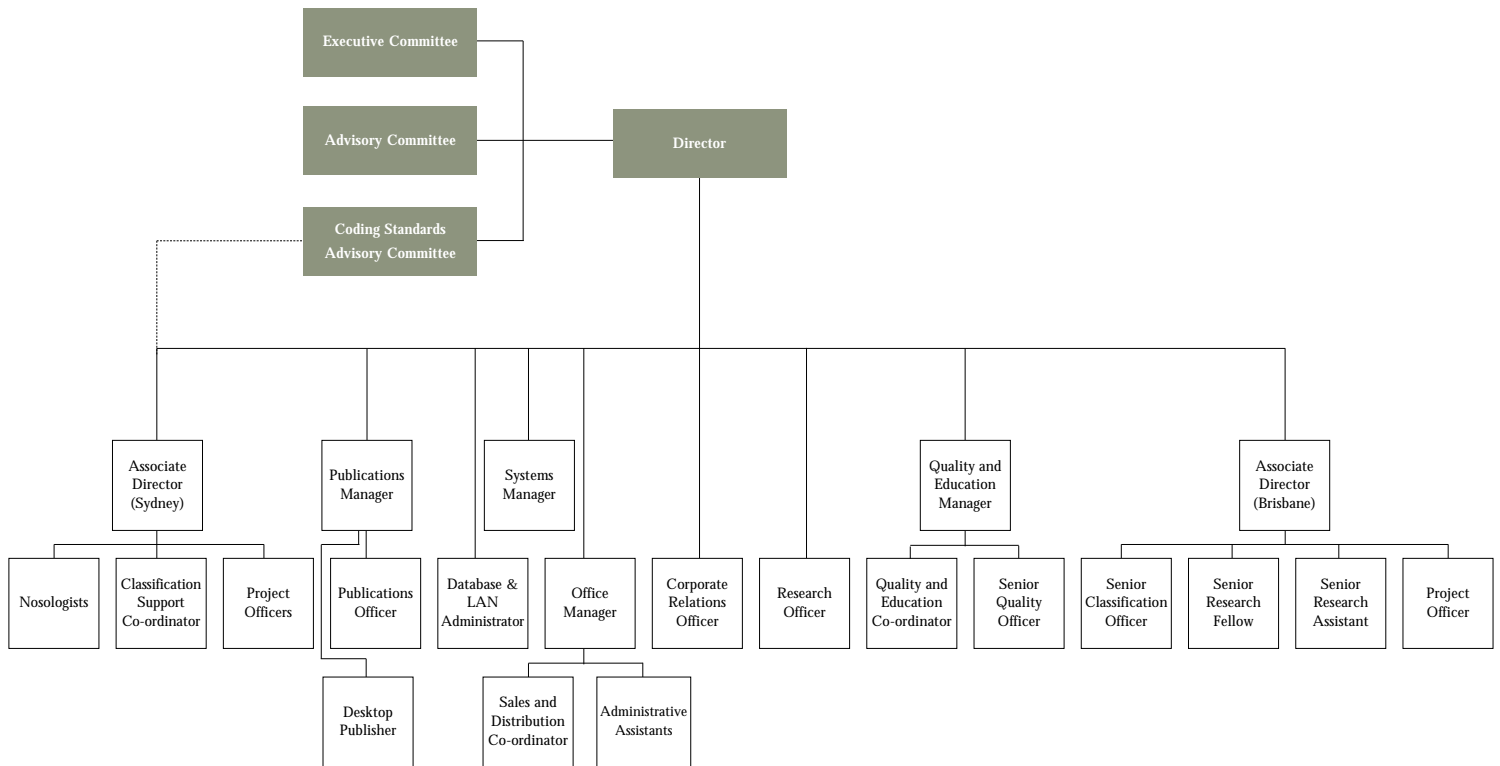 Executive Committee
Advisory Committee
Director
Coding Standards
Advisory Committee
Associate
Director
(Sydney)
Publications
Manager
Systems
Manager
Quality and
Education
Manager
Associate
Director
(Brisbane)
Nosologists
Classification
Support
Co-ordinator
Project
Officers
Publications
Officer
Database &
LAN
Administrator
Office
Manager
Corporate
Relations
Officer
Research
Officer
Quality and
Education
Co-ordinator
Senior
Quality
Officer
Senior
Classification
Officer
Senior
Research
Fellow
Senior
Research
Assistant
Project
Officer
Desktop
Publisher
Sales and
Distribution
Co-ordinator
Administrative
Assistants